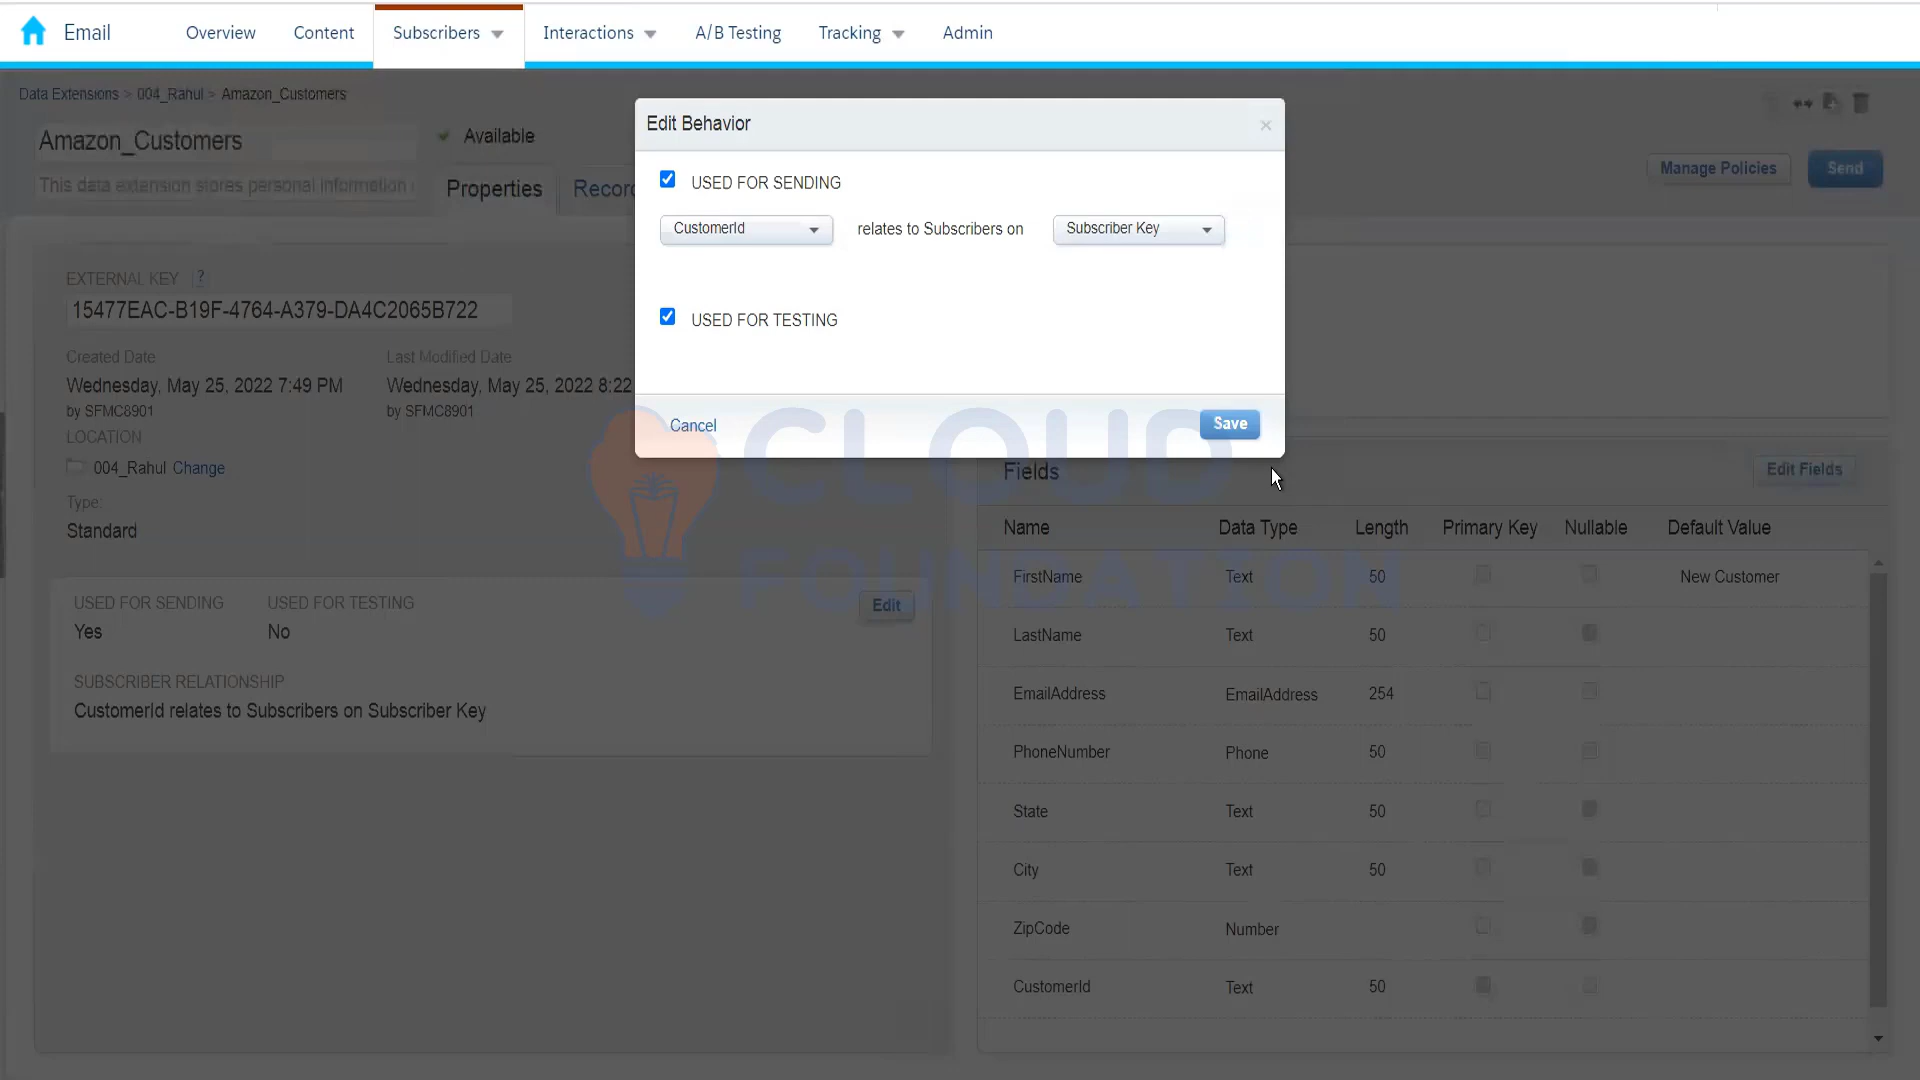 Email Overview Content Subscribers Interactions A/B Testing Tracking Admin
Data Extensions > 004_Rahul > Amazon_Customers
Amazon_Customers
Available
This data extension stores personal information
Properties
Manage Policies
Send
Edit Behavior
×
USED FOR SENDING
CustomerId relates to Subscribers on Subscriber Key
USED FOR TESTING
Cancel
Save
EXTERNAL KEY ?
15477EAC-B19F-4764-A379-DA4C2065B722
Created Date Last Modified Date
Wednesday, May 25, 2022 7:49 PM Wednesday, May 25, 2022 8:22
by SFMC8901 by SFMC8901
LOCATION
004_Rahul Change
Type:
Standard
USED FOR SENDING USED FOR TESTING
Yes No
Edit
SUBSCRIBER RELATIONSHIP
CustomerId relates to Subscribers on Subscriber Key
CLOUD
FOUNDATION
Fields
Edit Fields
Name Data Type Length Primary Key Nullable Default Value
FirstName Text 50 New Customer
LastName Text 50
EmailAddress EmailAddress 254
PhoneNumber Phone 50
State Text 50
City Text 50
ZipCode Number
CustomerId Text 50